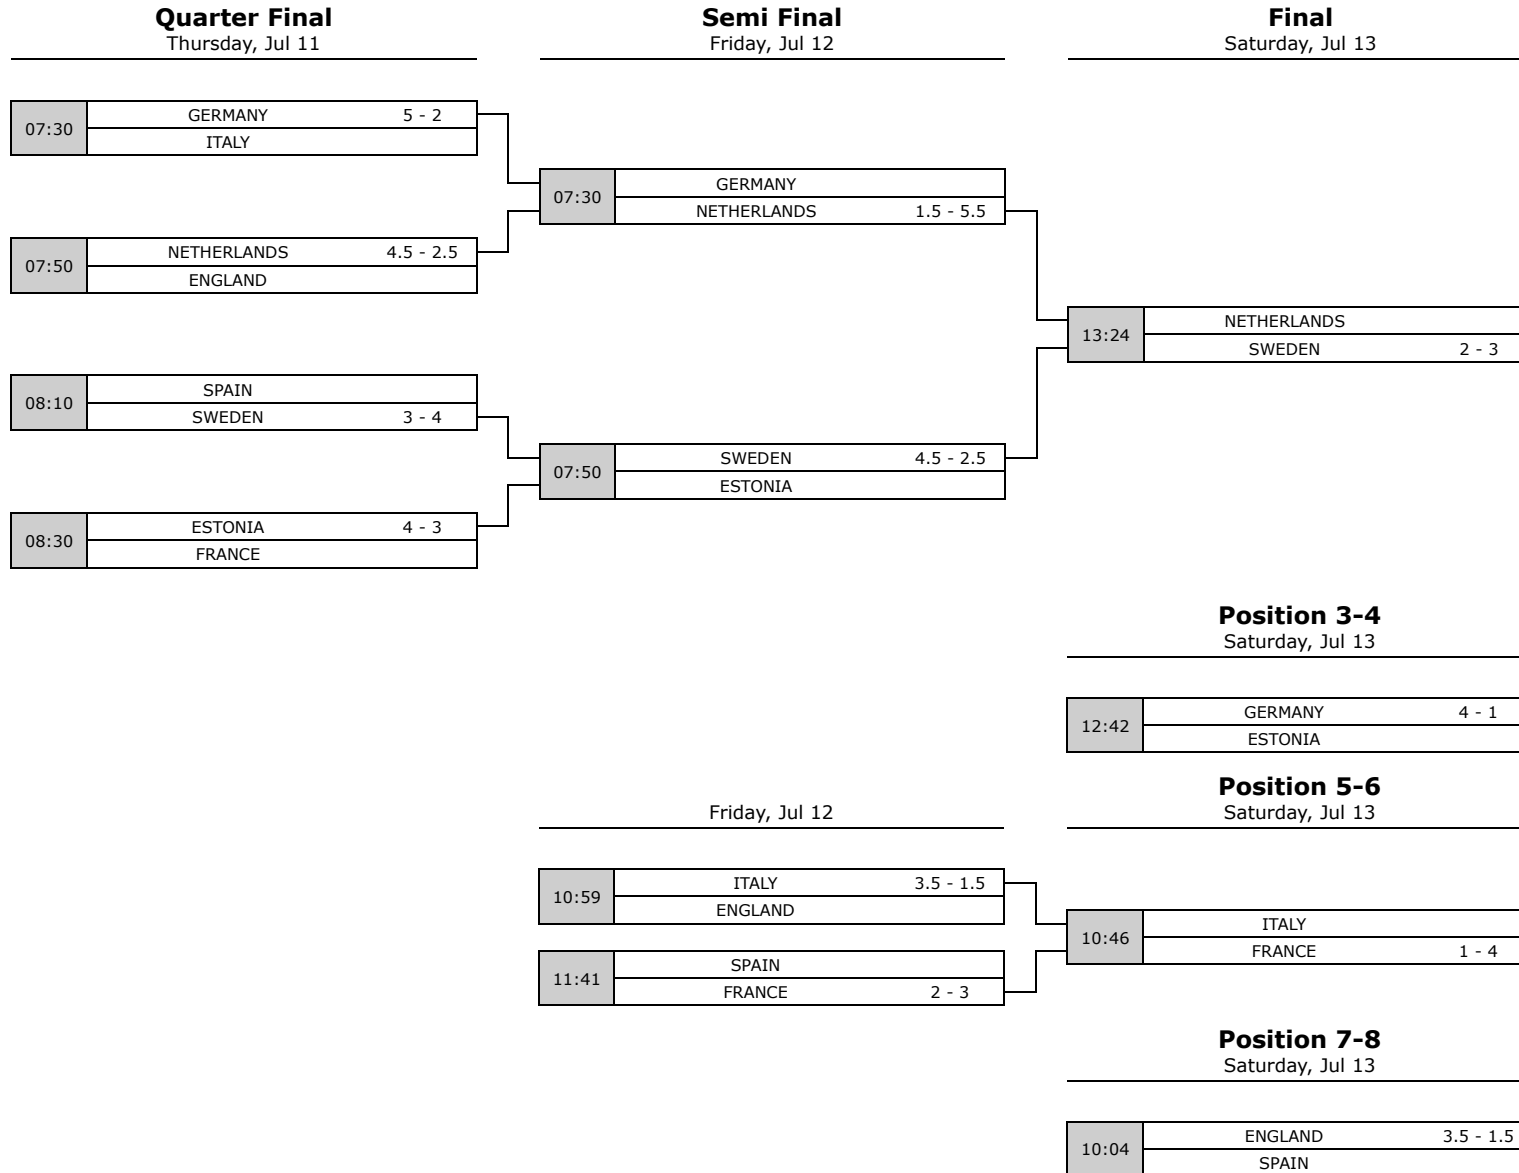 Quarter Final
Thursday, Jul 11
Semi Final
Friday, Jul 12
Final
Saturday, Jul 13
07:30
GERMANY 5 - 2
ITALY
07:50
NETHERLANDS 4.5 - 2.5
ENGLAND
08:10
SPAIN
SWEDEN 3 - 4
08:30
ESTONIA 4 - 3
FRANCE
07:30
GERMANY
NETHERLANDS 1.5 - 5.5
07:50
SWEDEN 4.5 - 2.5
ESTONIA
13:24
NETHERLANDS
SWEDEN 2 - 3
Position 3-4
Saturday, Jul 13
12:42
GERMANY 4 - 1
ESTONIA
Friday, Jul 12
Position 5-6
Saturday, Jul 13
10:59
ITALY 3.5 - 1.5
ENGLAND
11:41
SPAIN
FRANCE 2 - 3
10:46
ITALY
FRANCE 1 - 4
Position 7-8
Saturday, Jul 13
10:04
ENGLAND 3.5 - 1.5
SPAIN